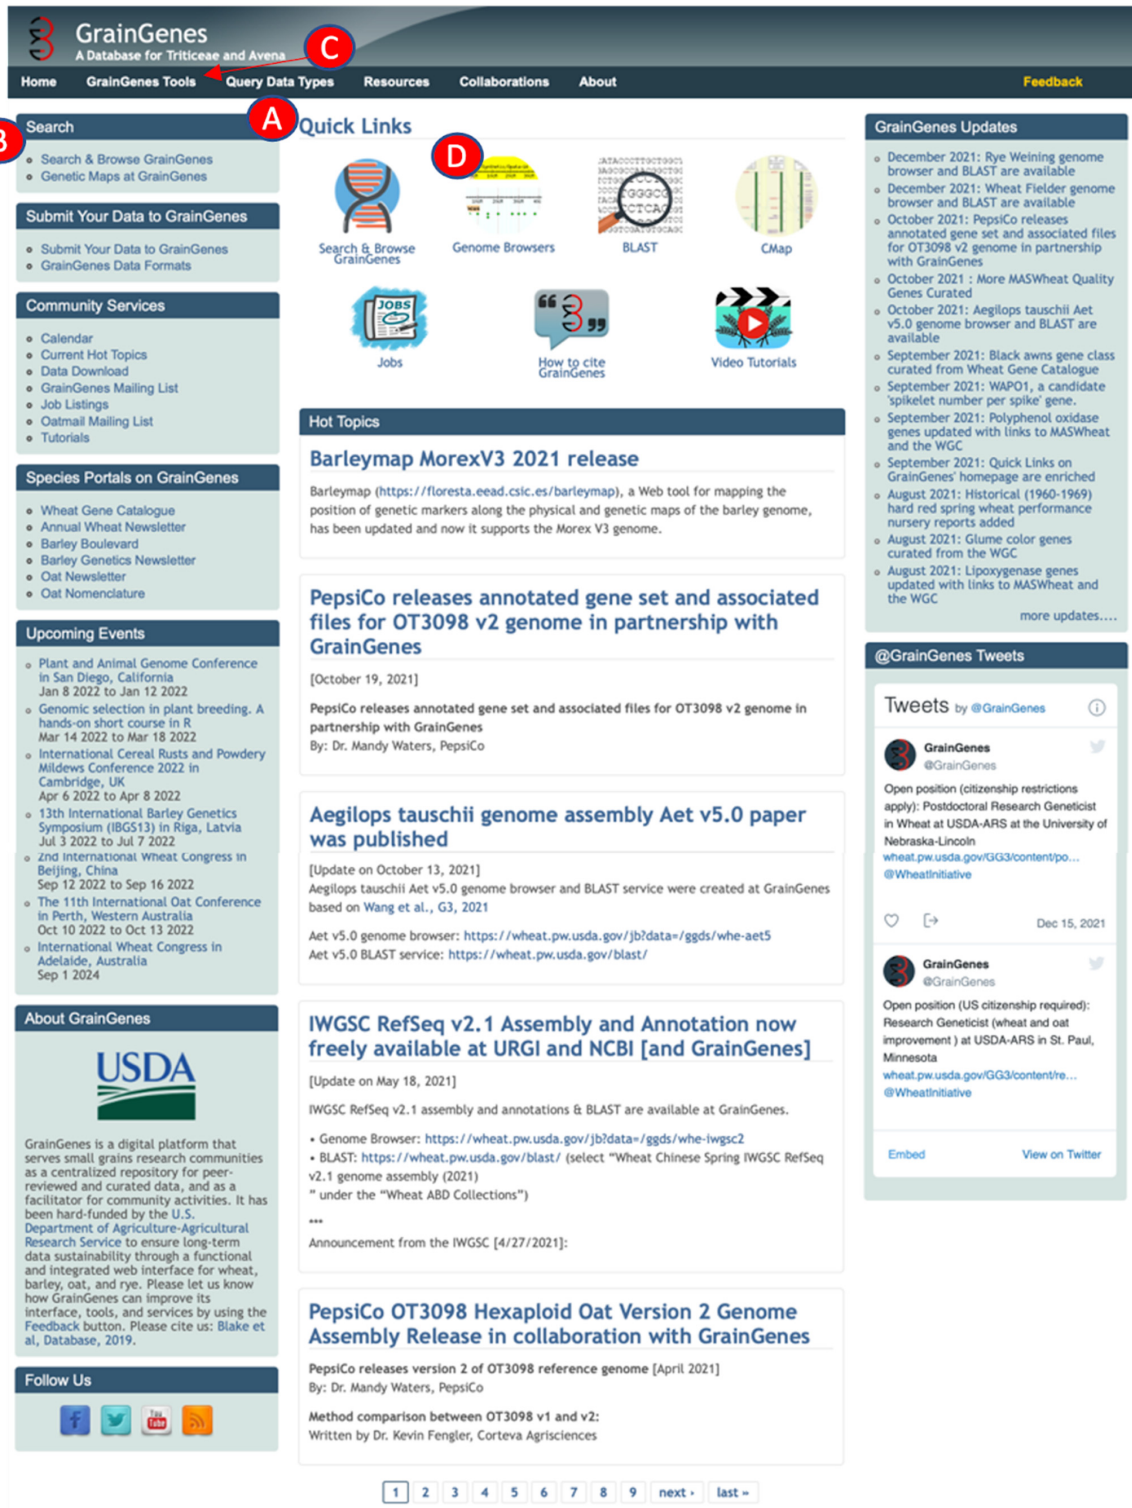 GrainGenes
A Database for Triticeae and Avena
C
Home GrainGenes Tools Query Data Types Resources Collaborations About Feedback
B
Search
Search & Browse GrainGenes
Genetic Maps at GrainGenes
Submit Your Data to GrainGenes
Submit Your Data to GrainGenes
GrainGenes Data Formats
Community Services
Calendar
Current Hot Topics
Data Download
GrainGenes Mailing List
Job Listings
Oatmail Mailing List
Tutorials
Species Portals on GrainGenes
Wheat Gene Catalogue
Annual Wheat Newsletter
Barley Boulevard
Barley Genetics Newsletter
Oat Newsletter
Oat Nomenclature
Upcoming Events
Plant and Animal Genome Conference
in San Diego, California
Jan 8 2022 to Jan 12 2022
Genomic selection in plant breeding. A
hands-on short course in R
Mar 14 2022 to Mar 18 2022
International Cereal Rusts and Powdery
Mildews Conference 2022 in
Cambridge, UK
Apr 6 2022 to Apr 8 2022
13th International Barley Genetics
Symposium (IBGS13) in Riga, Latvia
Jul 3 2022 to Jul 7 2022
2nd International Wheat Congress in
Beijing, China
Sep 12 2022 to Sep 16 2022
The 11th International Oat Conference
in Perth, Western Australia
Oct 10 2022 to Oct 13 2022
International Wheat Congress in
Adelaide, Australia
Sep 1 2024
About GrainGenes
USDA
GrainGenes is a digital platform that
serves small grains research communities
as a centralized repository for peer-
reviewed and curated data, and as a
facilitator for community activities. It has
been hard-funded by the U.S.
Department of Agriculture-Agricultural
Research Service to ensure long-term
data sustainability through a functional
and integrated web interface for wheat,
barley, oat, and rye. Please let us know
how GrainGenes can improve its
interface, tools, and services by using the
Feedback button. Please cite us: Blake et
al, Database, 2019.
Follow Us
You
Tube
A
Quick Links
D
Search & Browse
GrainGenes
Genome Browsers
BLAST
CMap
JOBS
Jobs
How to cite
GrainGenes
Video Tutorials
Hot Topics
Barleymap MorexV3 2021 release
Barleymap (https://floresta.eead.csic.es/barleymap), a Web tool for mapping the
position of genetic markers along the physical and genetic maps of the barley genome,
has been updated and now it supports the Morex V3 genome.
PepsiCo releases annotated gene set and associated
files for OT3098 v2 genome in partnership with
GrainGenes
[October 19, 2021]
PepsiCo releases annotated gene set and associated files for OT3098 v2 genome in
partnership with GrainGenes
By: Dr. Mandy Waters, PepsiCo
Aegilops tauschii genome assembly Aet v5.0 paper
was published
[Update on October 13, 2021]
Aegilops tauschii Aet v5.0 genome browser and BLAST service were created at GrainGenes
based on Wang et al., G3, 2021
Aet v5.0 genome browser: https://wheat.pw.usda.gov/jb?data=/ggds/whe-aet5
Aet v5.0 BLAST service: https://wheat.pw.usda.gov/blast/
IWGSC RefSeq v2.1 Assembly and Annotation now
freely available at URGI and NCBI [and GrainGenes]
[Update on May 18, 2021]
IWGSC RefSeq v2.1 assembly and annotations & BLAST are available at GrainGenes.
• Genome Browser: https://wheat.pw.usda.gov/jb?data=/ggds/whe-iwgsc2
• BLAST: https://wheat.pw.usda.gov/blast/ (select “Wheat Chinese Spring IWGSC RefSeq
v2.1 genome assembly (2021)
” under the “Wheat ABD Collections”)
***
Announcement from the IWGSC [4/27/2021]:
PepsiCo OT3098 Hexaploid Oat Version 2 Genome
Assembly Release in collaboration with GrainGenes
PepsiCo releases version 2 of OT3098 reference genome [April 2021]
By: Dr. Mandy Waters, PepsiCo
Method comparison between OT3098 v1 and v2:
Written by Dr. Kevin Fengler, Corteva Agrisciences
1 2 3 4 5 6 7 8 9 next › last »
GrainGenes Updates
December 2021: Rye Weining genome
browser and BLAST are available
December 2021: Wheat Fielder genome
browser and BLAST are available
October 2021: PepsiCo releases
annotated gene set and associated files
for OT3098 v2 genome in partnership
with GrainGenes
October 2021 : More MASWheat Quality
Genes Curated
October 2021: Aegilops tauschii Aet
v5.0 genome browser and BLAST are
available
September 2021: Black awns gene class
curated from Wheat Gene Catalogue
September 2021: WAPO1, a candidate
'spikelet number per spike' gene.
September 2021: Polyphenol oxidase
genes updated with links to MASWheat
and the WGC
September 2021: Quick Links on
GrainGenes' homepage are enriched
August 2021: Historical (1960-1969)
hard red spring wheat performance
nursery reports added
August 2021: Glume color genes
curated from the WGC
August 2021: Lipoxygenase genes
updated with links to MASWheat and
the WGC
more updates....
@GrainGenes Tweets
Tweets by @GrainGenes
GrainGenes
@GrainGenes
Open position (citizenship restrictions
apply): Postdoctoral Research Geneticist
in Wheat at USDA-ARS at the University of
Nebraska-Lincoln
wheat.pw.usda.gov/GG3/content/po...
@WheatInitiative
Dec 15, 2021
GrainGenes
@GrainGenes
Open position (US citizenship required):
Research Geneticist (wheat and oat
improvement ) at USDA-ARS in St. Paul,
Minnesota
wheat.pw.usda.gov/GG3/content/re...
@WheatInitiative
Embed View on Twitter